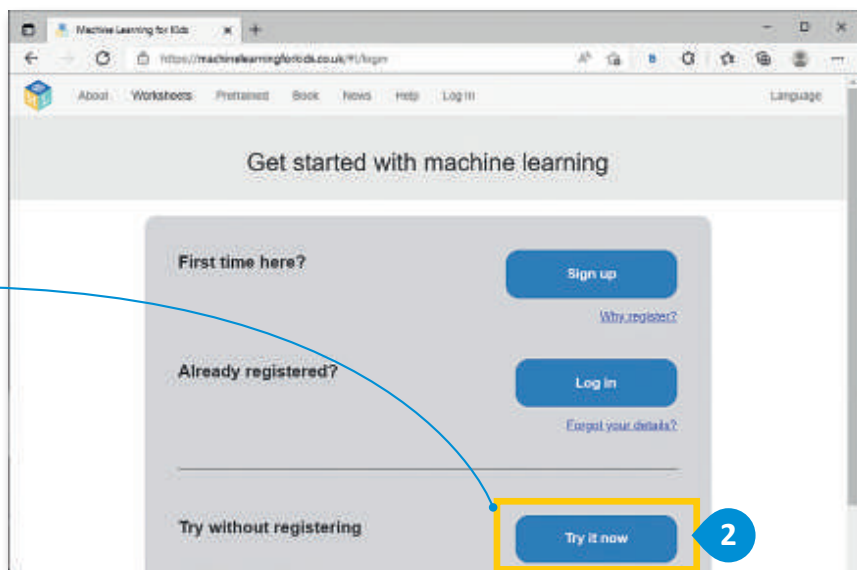 Machine Learning for Kids
https://machinelearningforkids.co.uk/#!/login
About Worksheets Pretrained Book News Help Log In Language
Get started with machine learning
First time here?
Sign up
Why register?
Already registered?
Log in
Forgot your details?
Try without registering
Try it now
2